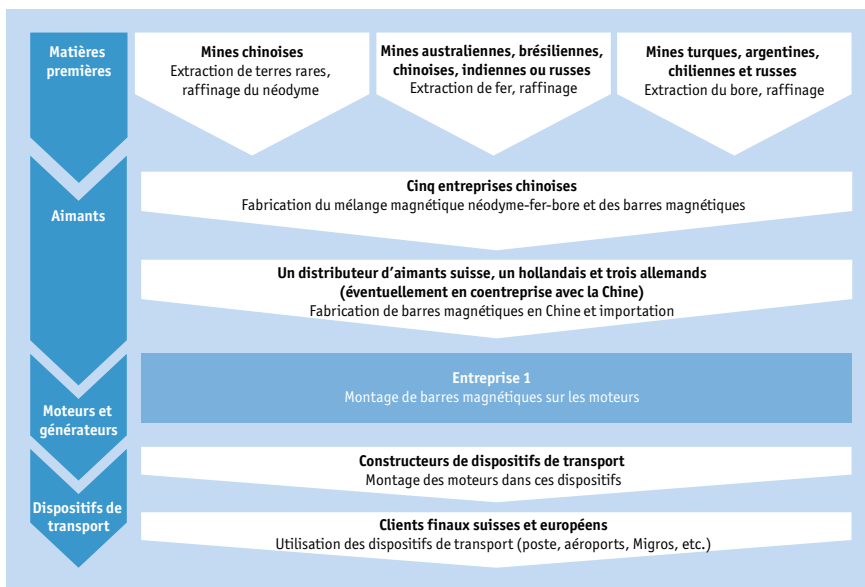 Matières
premières
Mines chinoises
Extraction de terres rares,
raffinage du néodyme
Mines australiennes, brésiliennes,
chinoises, indiennes ou russes
Extraction de fer, raffinage
Mines turques, argentines,
chiliennes et russes
Extraction du bore, raffinage
Aimants
Cinq entreprises chinoises
Fabrication du mélange magnétique néodyme-fer-bore et des barres magnétiques
Un distributeur d’aimants suisse, un hollandais et trois allemands
(éventuellement en coentreprise avec la Chine)
Fabrication de barres magnétiques en Chine et importation
Moteurs et
générateurs
Entreprise 1
Montage de barres magnétiques sur les moteurs
Dispositifs de
transport
Constructeurs de dispositifs de transport
Montage des moteurs dans ces dispositifs
Clients finaux suisses et européens
Utilisation des dispositifs de transport (poste, aéroports, Migros, etc.)